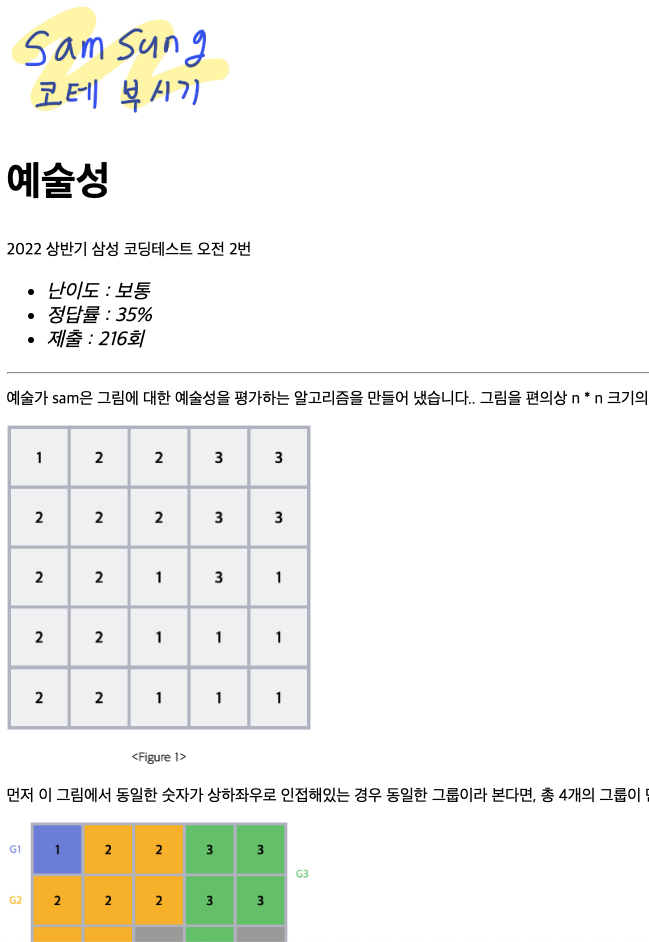 Samsung
코테 부시기
예술성
2022 상반기 삼성 코딩테스트 오전 2번
난이도 : 보통
정답률 : 35%
제출 : 216회
예술가 sam은 그림에 대한 예술성을 평가하는 알고리즘을 만들어 냈습니다.. 그림을 편의상 n * n 크기의
1 2 2 3 3
2 2 2 3 3
2 2 1 3 1
2 2 1 1 1
2 2 1 1 1
<Figure 1>
먼저 이 그림에서 동일한 숫자가 상하좌우로 인접해있는 경우 동일한 그룹이라 본다면, 총 4개의 그룹이
G1 1 2 2 3 3
G3
G2 2 2 2 3 3